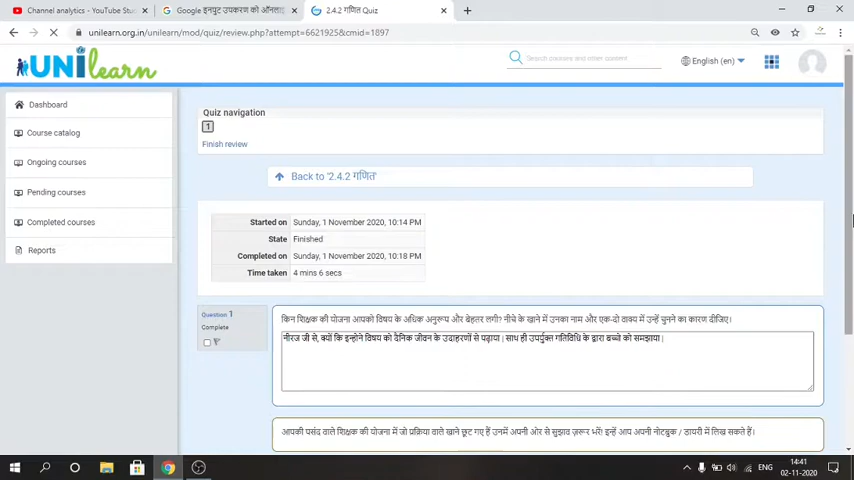 Channel analytics - YouTube Stu
Google इनपुट उपकरण को ऑनला
2.4.2 गणित Quiz
unilearn.org.in/unilearn/mod/quiz/review.php?attempt=6621925&cmid=1897
UNilearn
Search courses and other content
English (en)
Dashboard
Course catalog
Ongoing courses
Pending courses
Completed courses
Reports
Quiz navigation
1
Finish review
Back to '2.4.2 गणित'
Started on Sunday, 1 November 2020, 10:14 PM
State Finished
Completed on Sunday, 1 November 2020, 10:18 PM
Time taken 4 mins 6 secs
Question 1
Complete
किन शिक्षक की योजना आपको विषय के अधिक अनुरूप और बेहतर लगी? नीचे के खाने में उनका नाम और एक-दो वाक्य में उन्हें चुनने का कारण दीजिए।
नीरज जी से, क्यों कि इन्होने विषय को दैनिक जीवन के उदाहरणों से पढ़ाया | साथ ही उपर्युक्त गतिविधि के द्वारा बच्चो को समझाया |
आपकी पसंद वाले शिक्षक की योजना में जो प्रक्रिया वाले खाने छूट गए हैं उनमें अपनी ओर से सुझाव ज़रूर भरें! इन्हें आप अपनी नोटबुक / डायरी में लिख सकते हैं।
ENG
14:41
02-11-2020